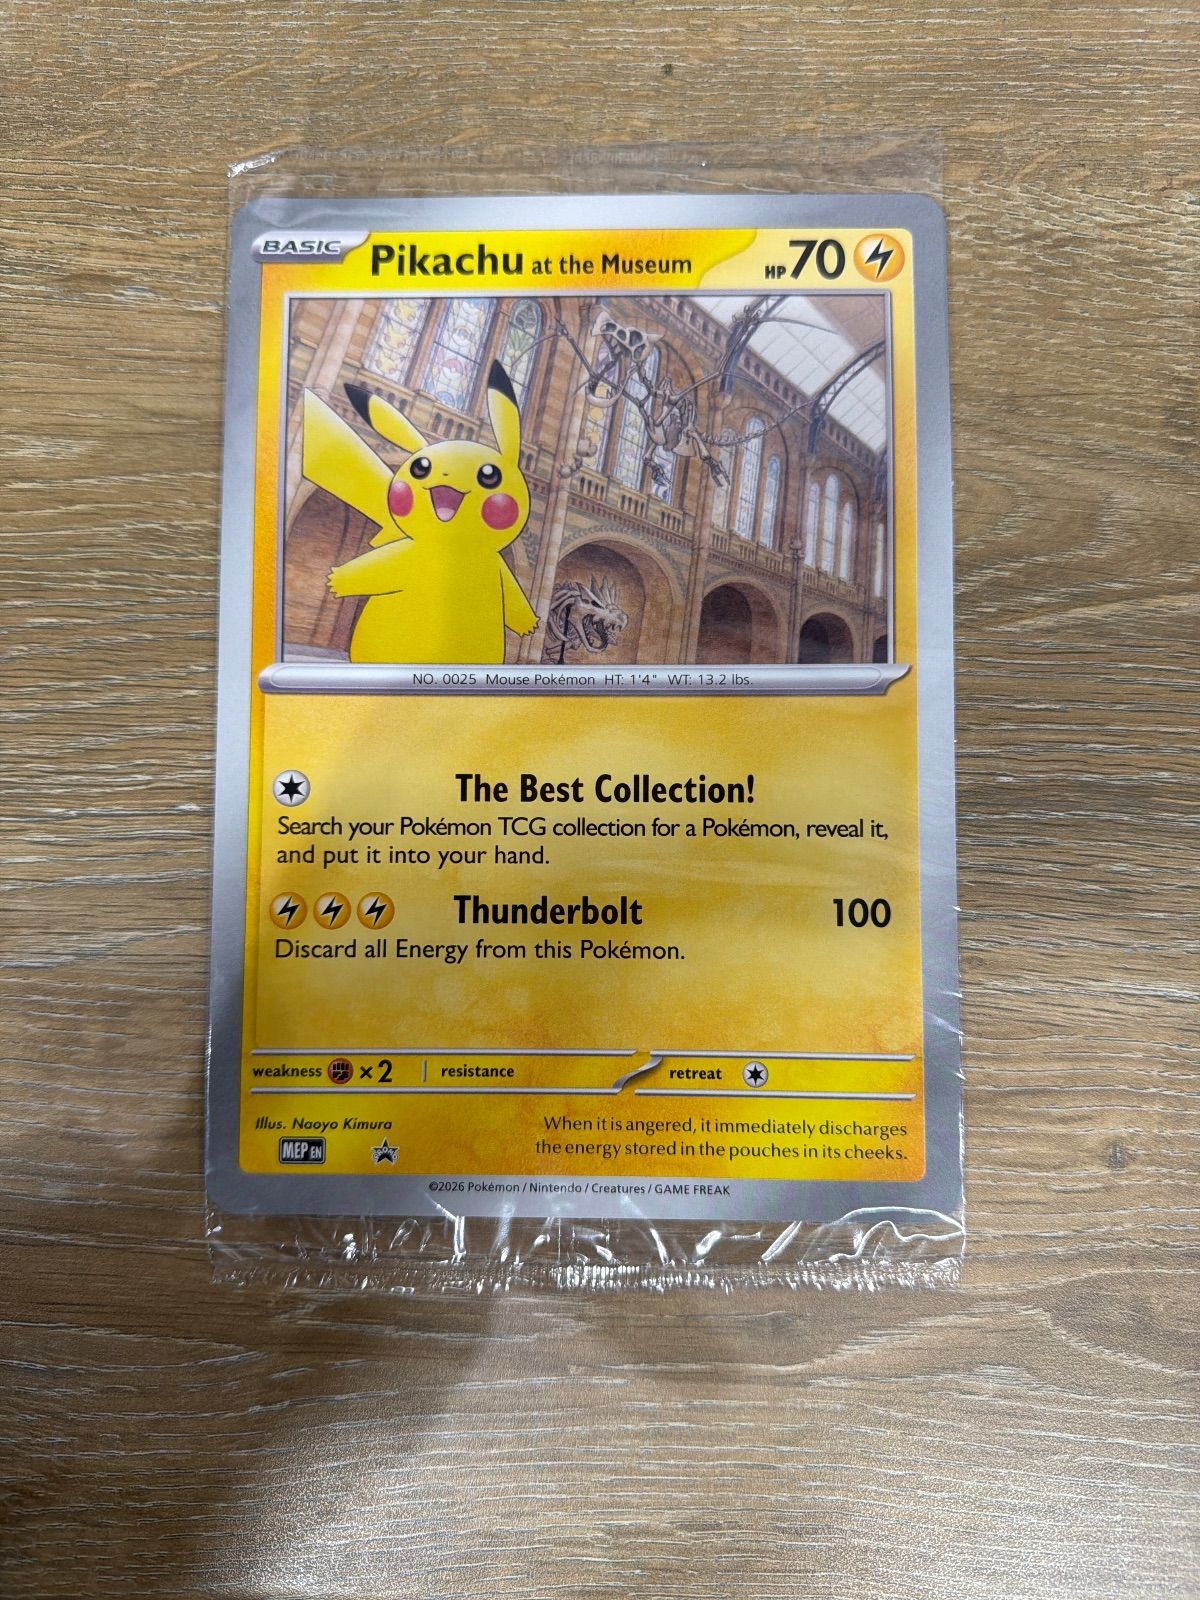 BASIC
Pikachu at the Museum
HP 70
NO. 0025 Mouse Pokémon HT: 1'4" WT: 13.2 lbs.
The Best Collection!
Search your Pokémon TCG collection for a Pokémon, reveal it,
and put it into your hand.
Thunderbolt 100
Discard all Energy from this Pokémon.
weakness ×2 resistance retreat
Illus. Naoyo Kimura
When it is angered, it immediately discharges
the energy stored in the pouches in its cheeks.
MEP EN
PROMO
©2026 Pokémon / Nintendo / Creatures / GAME FREAK